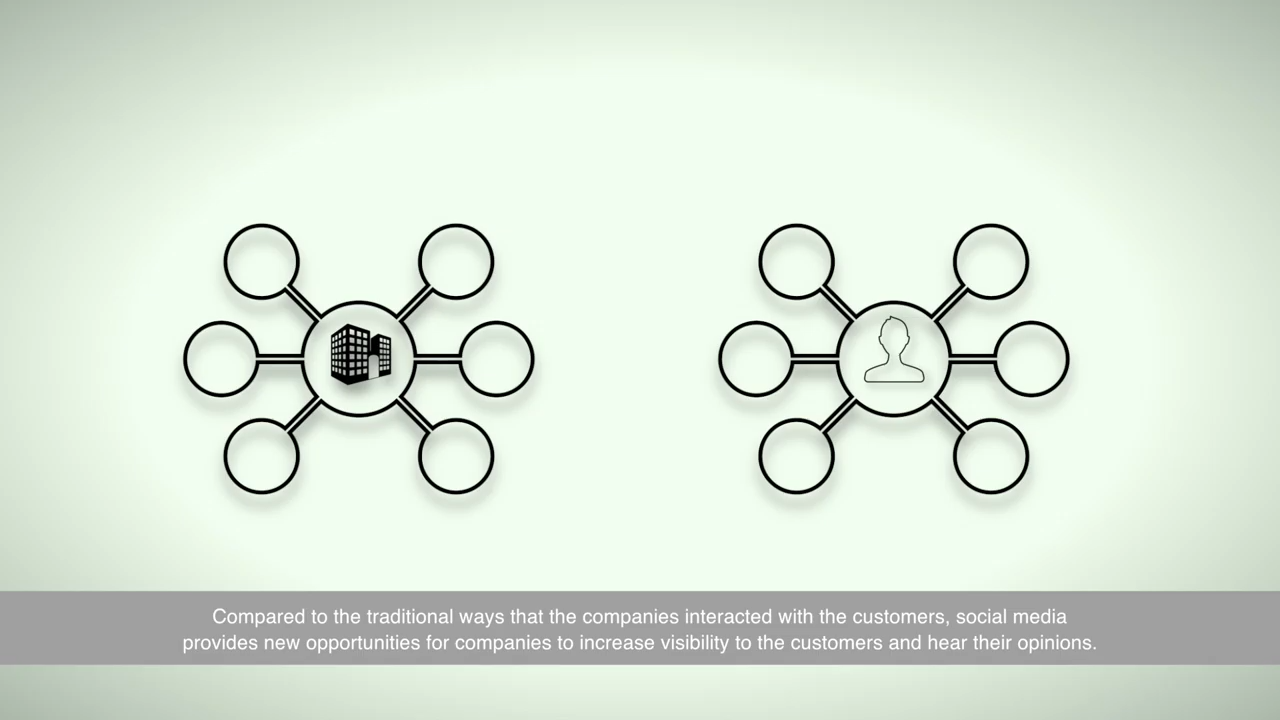 Compared to the traditional ways that the companies interacted with the customers, social media
provides new opportunities for companies to increase visibility to the customers and hear their opinions.